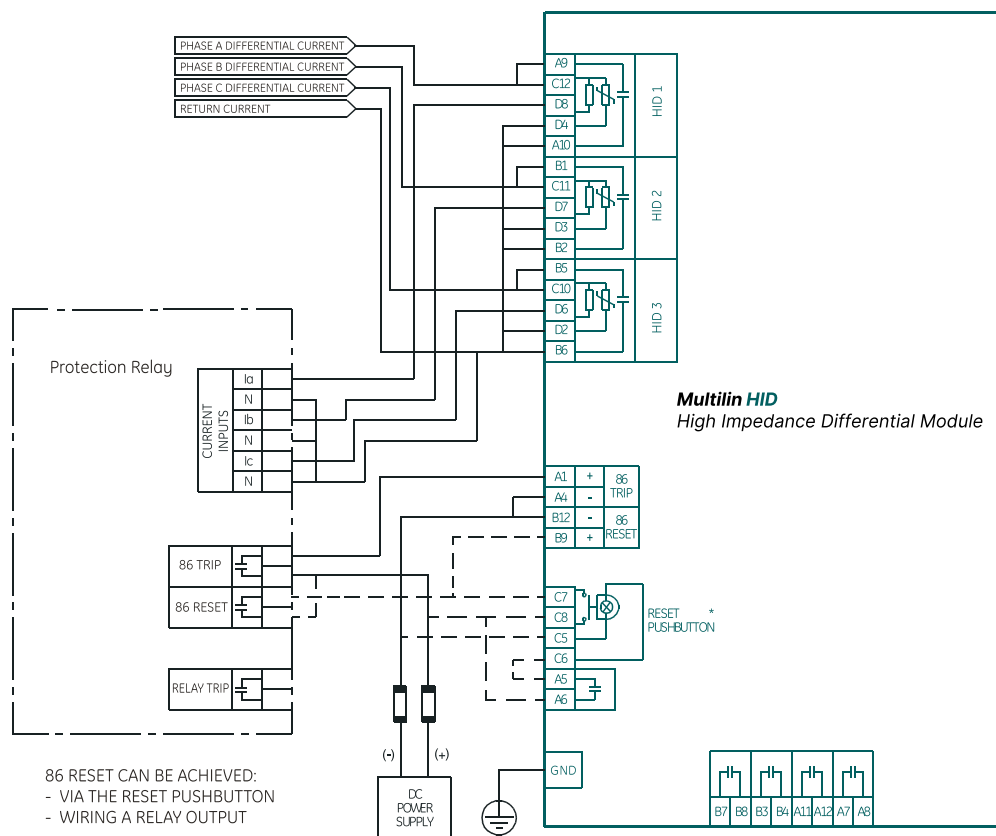 PHASE A DIFFERENTIAL CURRENT
PHASE B DIFFERENTIAL CURRENT
PHASE C DIFFERENTIAL CURRENT
RETURN CURRENT
A9
C12
D8
D4
A10
HID 1
B1
C11
D7
D3
B2
HID 2
B5
C10
D6
D2
B6
HID 3
Protection Relay
CURRENT
INPUTS
Ia
N
Ib
N
Ic
N
Multilin HID
High Impedance Differential Module
A1 +
A4 -
86
TRIP
B12 -
B9 +
86
RESET
86 TRIP
86 RESET
RELAY TRIP
C7
C8
C5
C6
A5
A6
RESET *
PUSHBUTTON
(-)
(+)
DC
POWER
SUPPLY
GND
86 RESET CAN BE ACHIEVED:
- VIA THE RESET PUSHBUTTON
- WIRING A RELAY OUTPUT
B7 B8 B3 B4 A11 A12 A7 A8